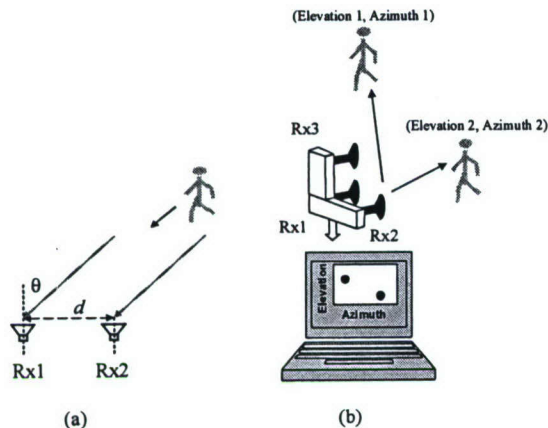 (Elevation 1, Azimuth 1)
Rx3
(Elevation 2, Azimuth 2)
Rx1
Rx2
θ
d
Rx1
Rx2
Elevation
Azimuth
(a)
(b)